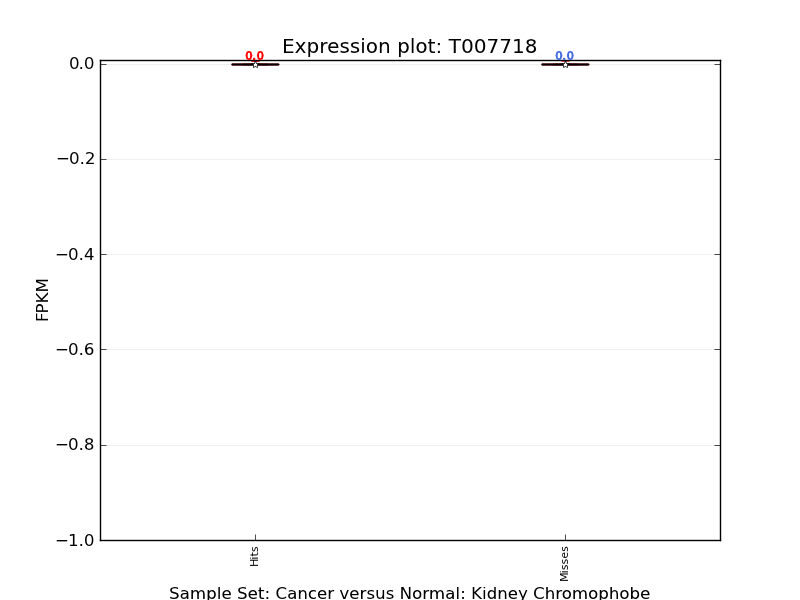 Expression plot: T007718
0.0 0.0
0.0
−0.2
−0.4
FPKM
−0.6
−0.8
−1.0
Hits Misses
Sample Set: Cancer versus Normal: Kidney Chromophobe